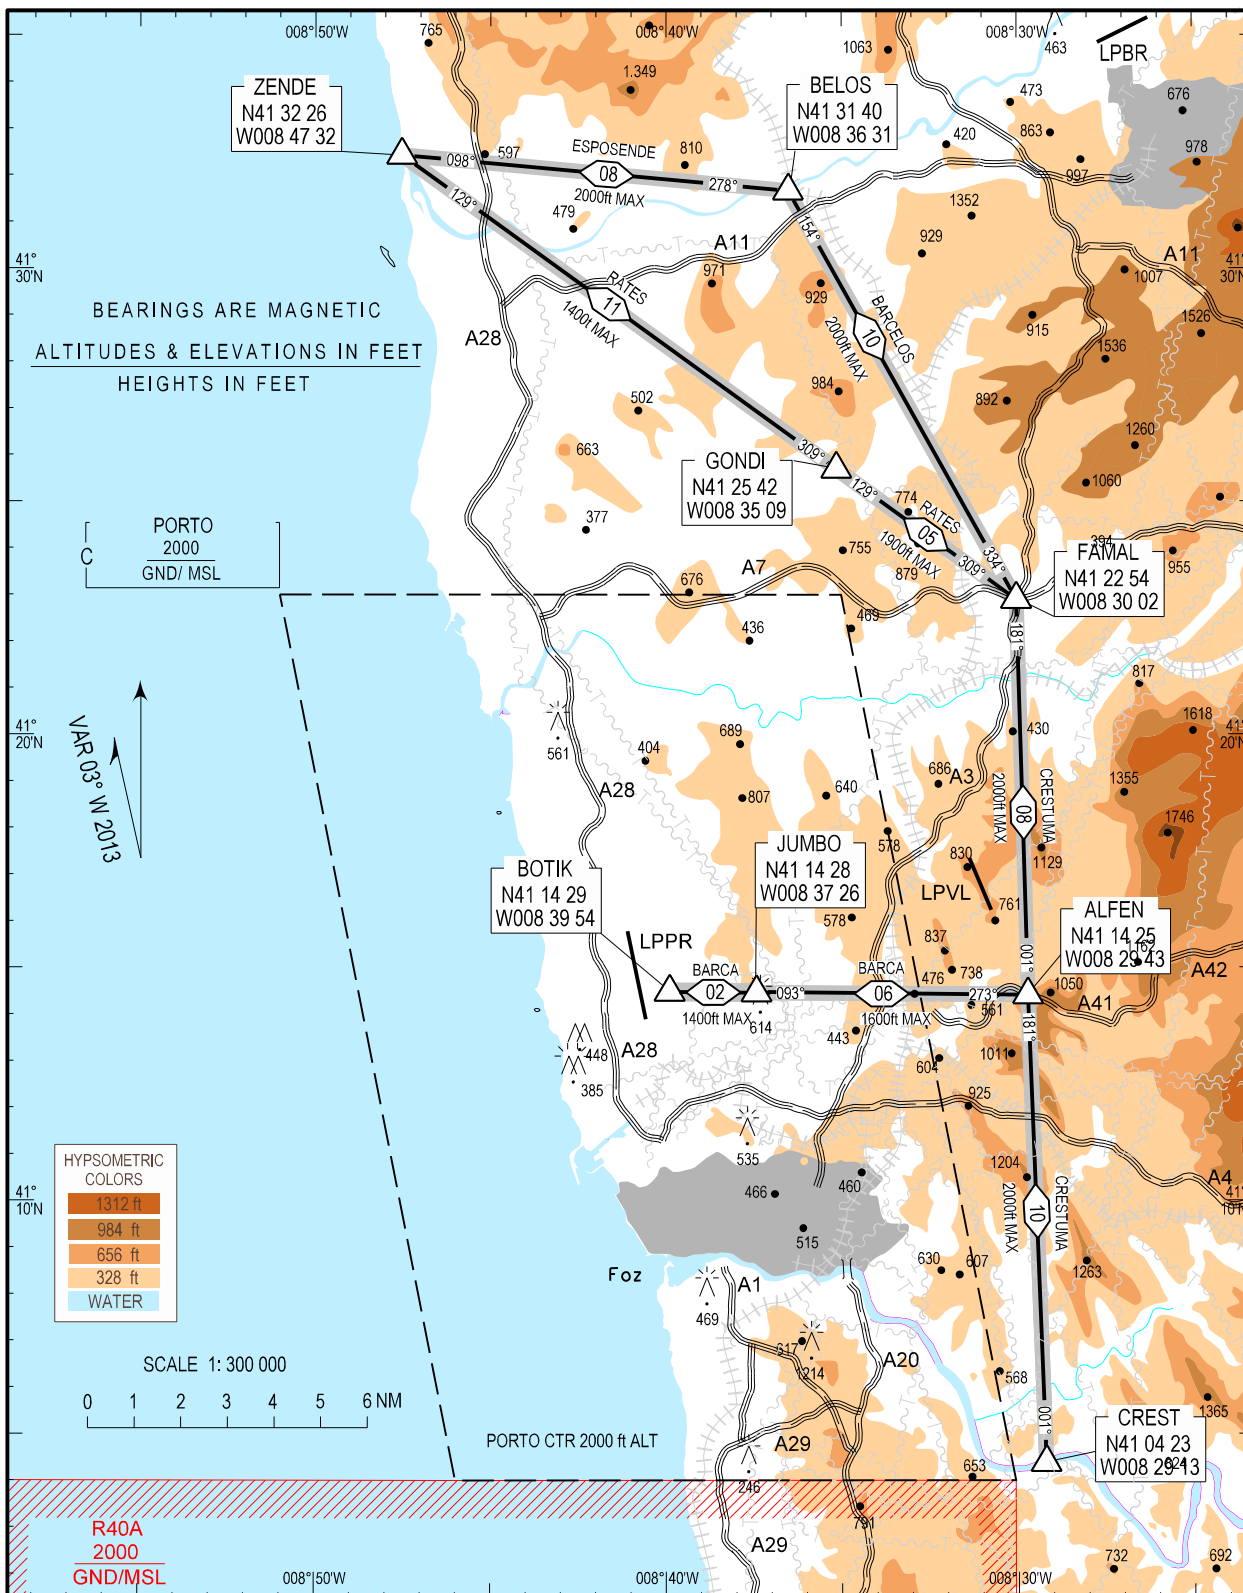 008°50'W
008°40'W
008°30'W
765
1.349
1063
463
LPBR
ZENDE
N41 32 26
W008 47 32
BELOS
N41 31 40
W008 36 31
473
863
676
420
997
978
597
ESPOSENDE
810
098°
08
278°
2000ft MAX
129°
479
154°
1352
929
A11
A11
41°
30'N
41°
30'N
971
929
1007
RATES
11
1400ft MAX
BEARINGS ARE MAGNETIC
ALTITUDES & ELEVATIONS IN FEET
HEIGHTS IN FEET
A28
BARCELOS
10
2000ft MAX
915
1526
1536
984
892
502
663
1260
309°
GONDI
N41 25 42
W008 35 09
129°
1060
774
RATES
05
1900ft MAX
377
PORTO
2000
GND/ MSL
C
755
879
309°
334°
394
955
FAMAL
N41 22 54
W008 30 02
A7
676
469
436
181°
817
VAR 03° W 2013
41°
20'N
41°
20'N
561
404
689
430
1618
A28
807
640
686
A3
2000ft MAX
08
CRESTUMA
1355
1746
578
830
1129
JUMBO
N41 14 28
W008 37 26
BOTIK
N41 14 29
W008 39 54
LPVL
761
578
837
ALFEN
N41 14 25
W008 29 43
1162
A42
LPPR
738
001°
BARCA
02
1400ft MAX
093°
BARCA
06
1600ft MAX
476
273°
1050
A41
561
614
443
181°
448
A28
385
604
1011
925
535
HYPSOMETRIC
COLORS
1312 ft
984 ft
656 ft
328 ft
WATER
466
460
1204
A4
41°
10'N
41°
10'N
2000ft MAX
10
CRESTUMA
515
Foz
630
607
1263
A1
469
617
1214
A20
568
SCALE 1: 300 000
0 1 2 3 4 5 6 NM
1365
001°
CREST
N41 04 23
W008 29 13
PORTO CTR 2000 ft ALT
A29
246
653
791
R40A
2000
GND/MSL
A29
732
692
008°50'W
008°40'W
008°30'W